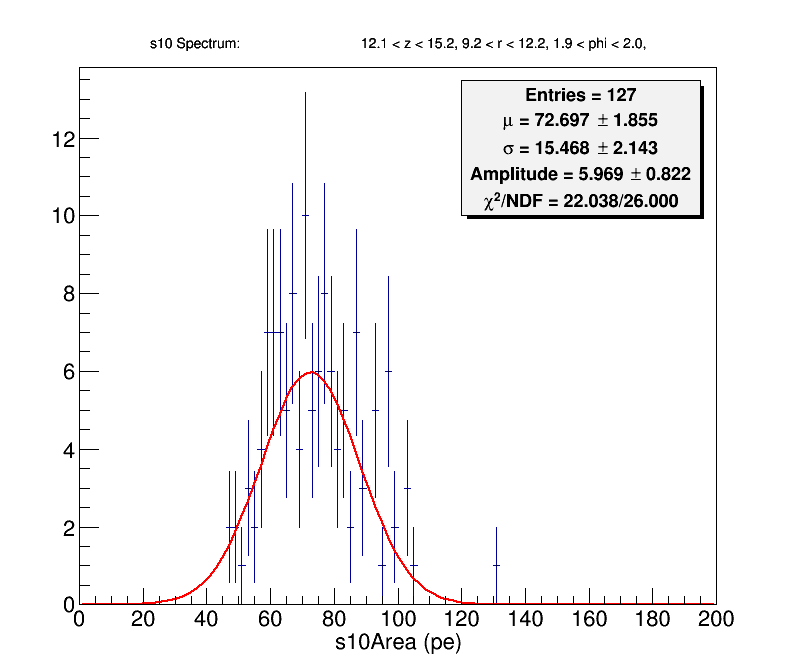 s10 Spectrum: 12.1 < z < 15.2, 9.2 < r < 12.2, 1.9 < phi < 2.0,
Entries = 127
μ = 72.697 ± 1.855
σ = 15.468 ± 2.143
Amplitude = 5.969 ± 0.822
χ²/NDF = 22.038/26.000
12
10
8
6
4
2
0
0 20 40 60 80 100 120 140 160 180 200
s10Area (pe)